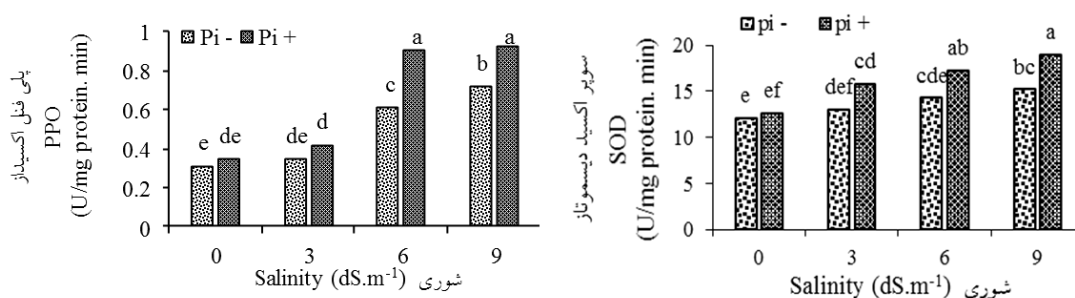 پلی فنل اکسیداز
PPO
(U/mg protein. min)
1
0.8
0.6
0.4
0.2
0
Pi -
Pi +
e
de
de
d
c
a
b
a
0
3
6
9
Salinity (dS.m⁻¹) شوری
سوپر اکسید دیسموتاز
SOD
(U/mg protein. min)
20
15
10
5
0
pi -
pi +
e
ef
def
cd
cde
ab
bc
a
0
3
6
9
Salinity (dS.m⁻¹) شوری